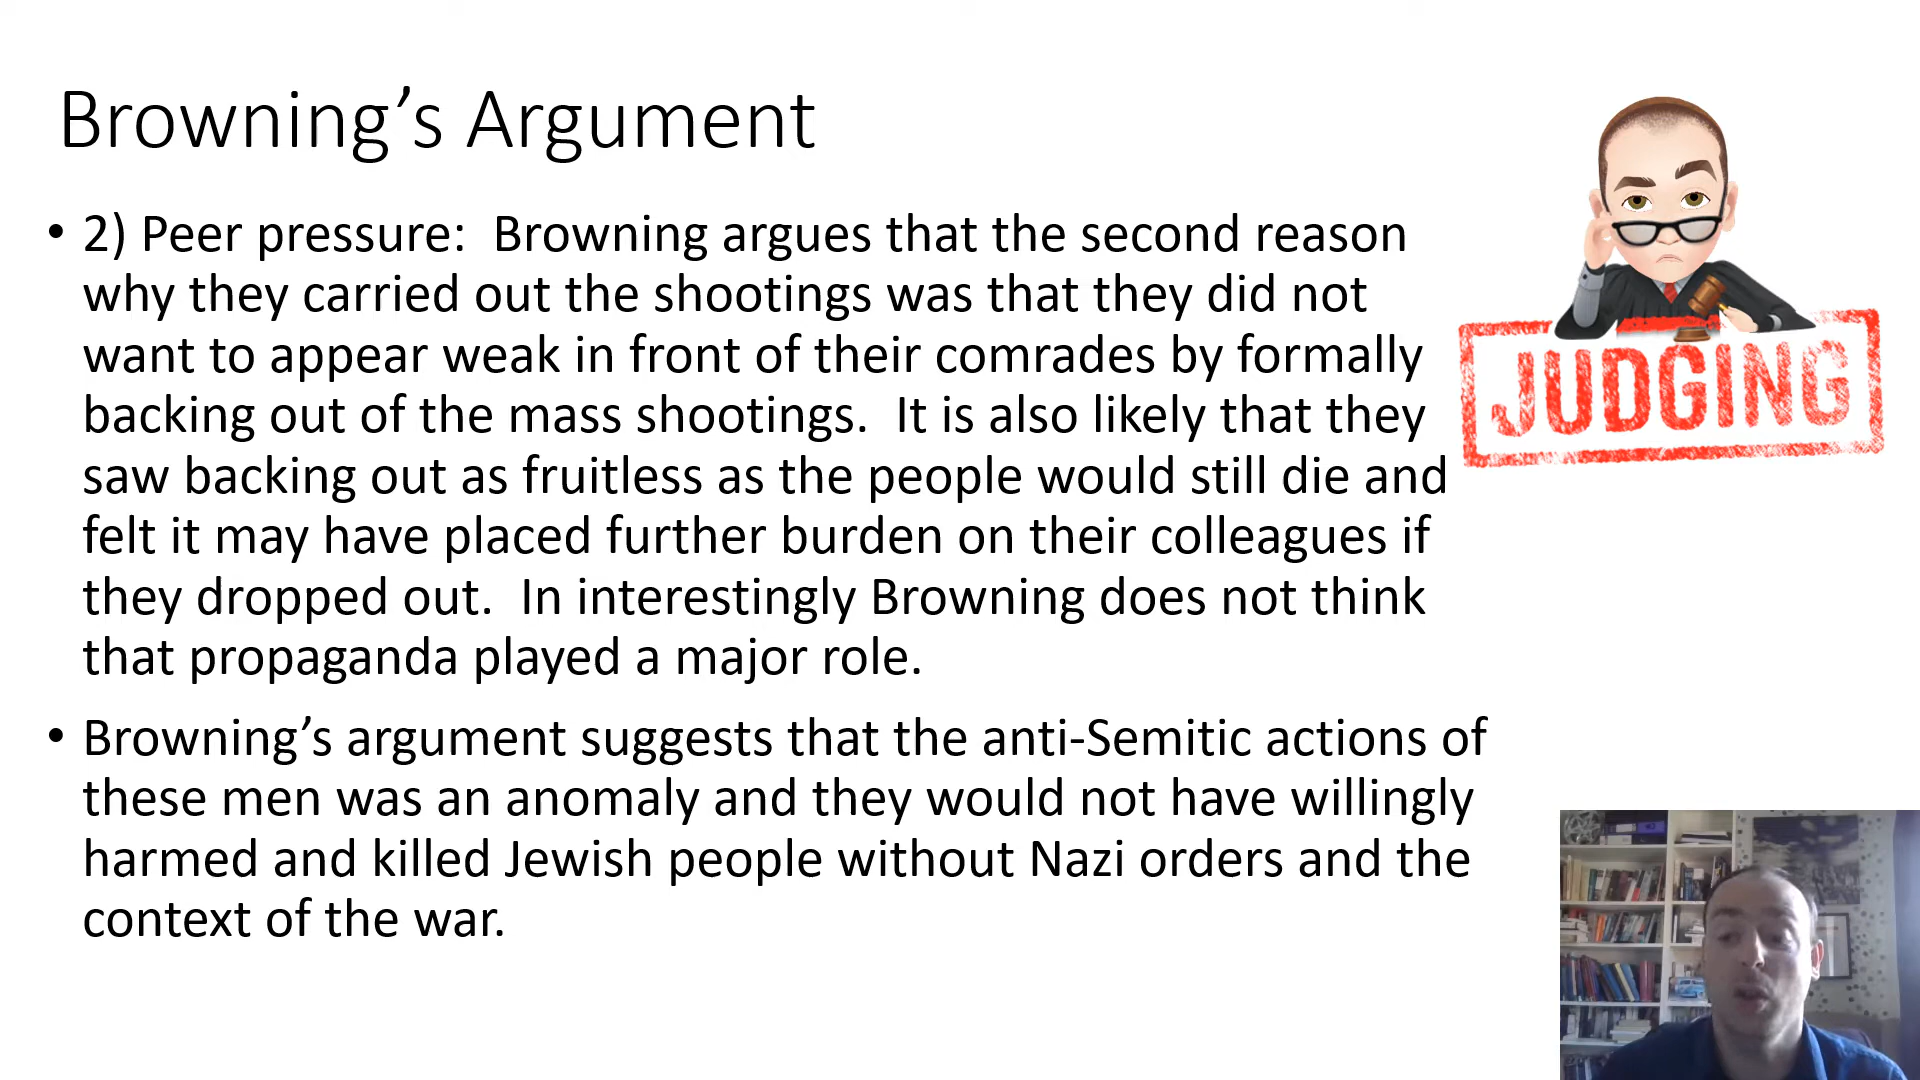 Browning’s Argument
• 2) Peer pressure:  Browning argues that the second reason
why they carried out the shootings was that they did not
want to appear weak in front of their comrades by formally
backing out of the mass shootings.  It is also likely that they
saw backing out as fruitless as the people would still die and
felt it may have placed further burden on their colleagues if
they dropped out.  In interestingly Browning does not think
that propaganda played a major role.
• Browning’s argument suggests that the anti-Semitic actions of
these men was an anomaly and they would not have willingly
harmed and killed Jewish people without Nazi orders and the
context of the war.
JUDGING